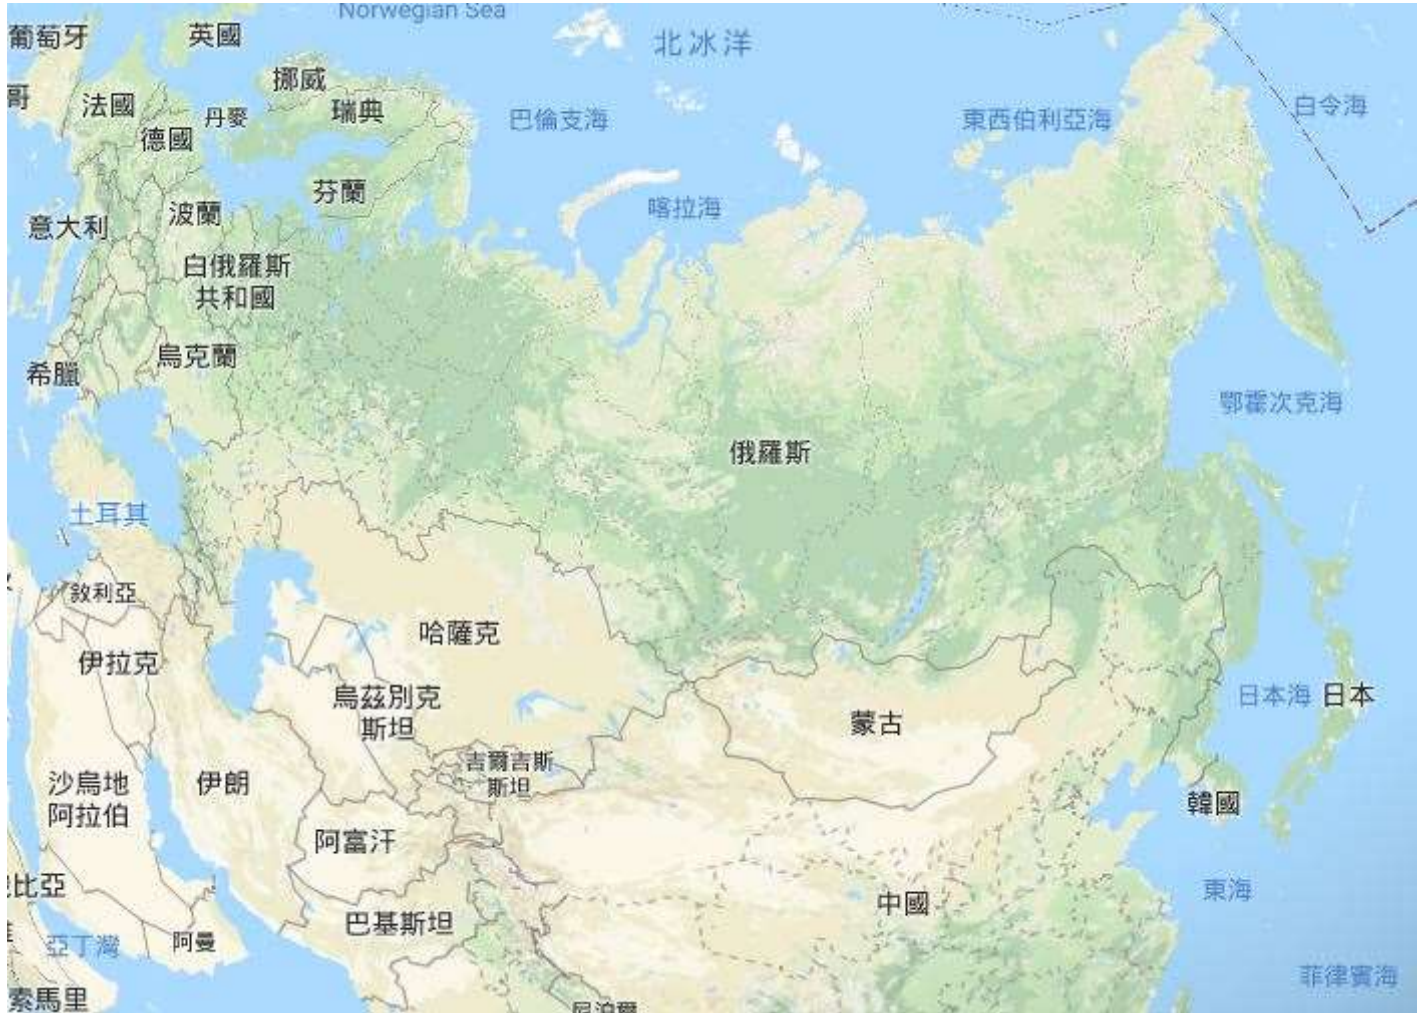 Norwegian Sea
葡萄牙
英國
北冰洋
挪威
哥
法國
丹麥
瑞典
巴倫支海
東西伯利亞海
白令海
德國
芬蘭
喀拉海
波蘭
意大利
白俄羅斯
共和國
烏克蘭
希臘
鄂霍次克海
俄羅斯
土耳其
敘利亞
哈薩克
伊拉克
烏茲別克
斯坦
日本海
日本
蒙古
吉爾吉斯
斯坦
沙烏地
阿拉伯
伊朗
韓國
阿富汗
比亞
中國
東海
巴基斯坦
亞丁灣
阿曼
菲律賓海
索馬里
尼泊爾